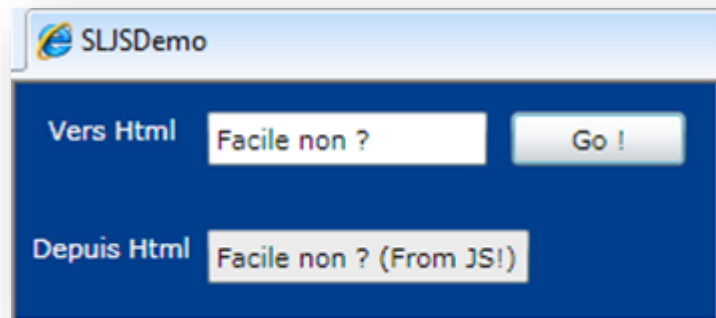 SLJSDemo
Vers Html Facile non ? Go !
Depuis Html Facile non ? (From JS!)